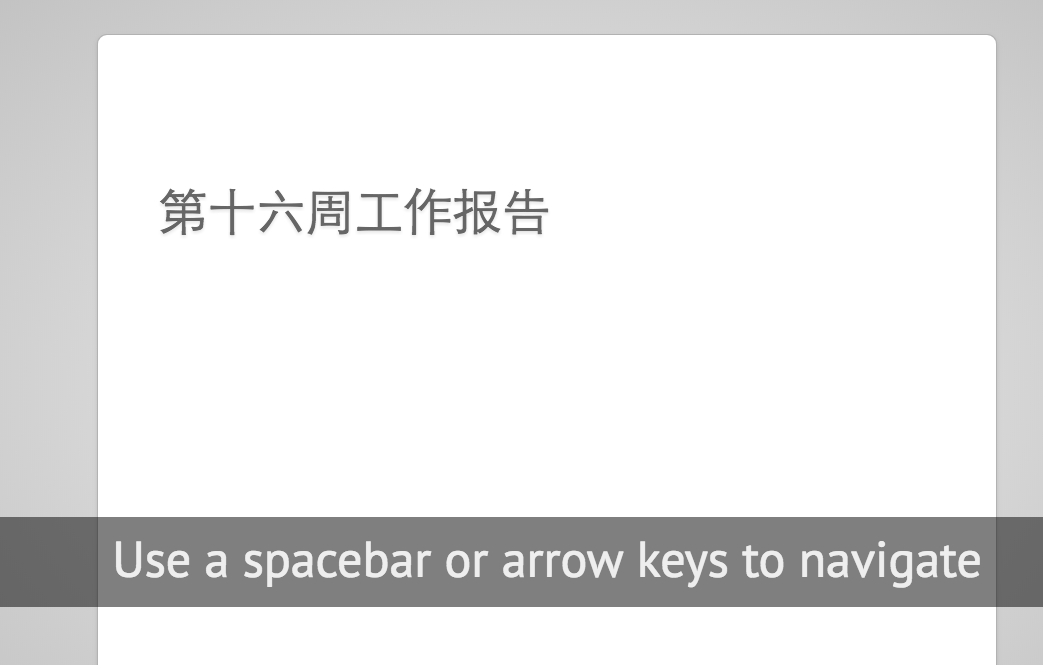 第十六周工作报告
Use a spacebar or arrow keys to navigate